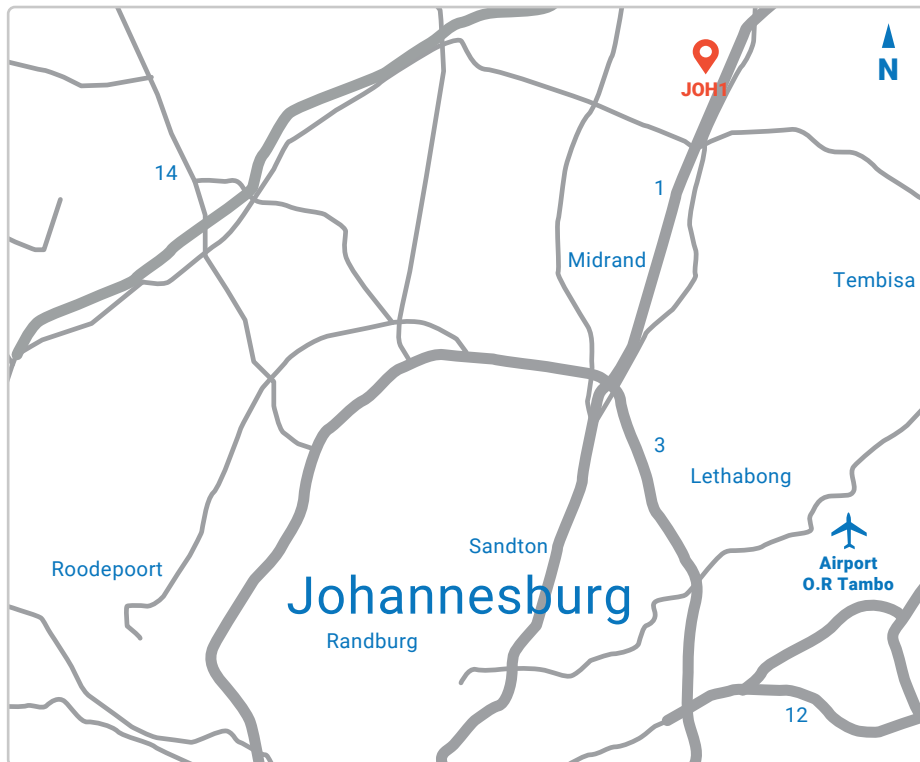 N
JOH1
14
1
Midrand
Tembisa
3
Lethabong
Sandton
Airport
O.R Tambo
Roodepoort
Johannesburg
Randburg
12